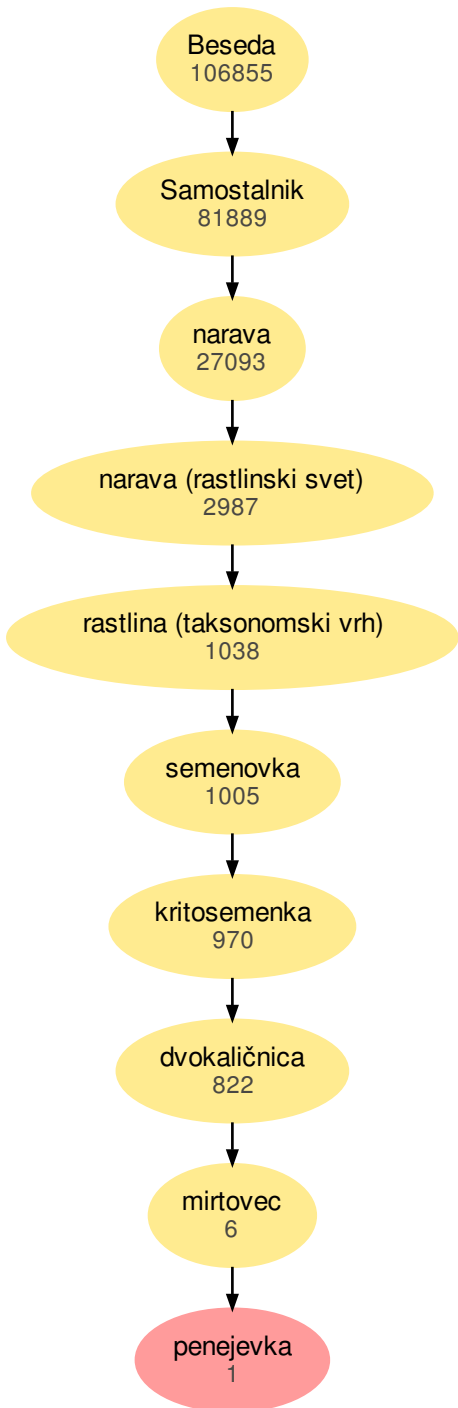 Beseda
106855
Samostalnik
81889
narava
27093
narava (rastlinski svet)
2987
rastlina (taksonomski vrh)
1038
semenovka
1005
kritosemenka
970
dvokaličnica
822
mirtovec
6
penejevka
1